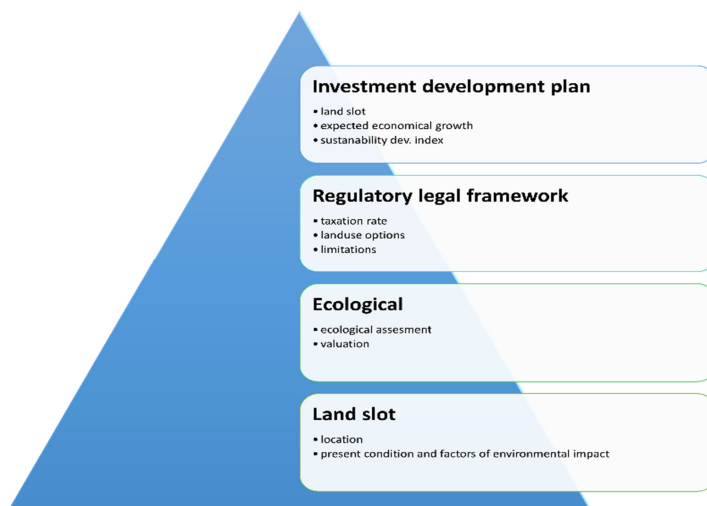 Investment development plan
• land slot
• expected economical growth
• sustanability dev. index
Regulatory legal framework
• taxation rate
• landuse options
• limitations
Ecological
• ecological assesment
• valuation
Land slot
• location
• present condition and factors of environmental impact